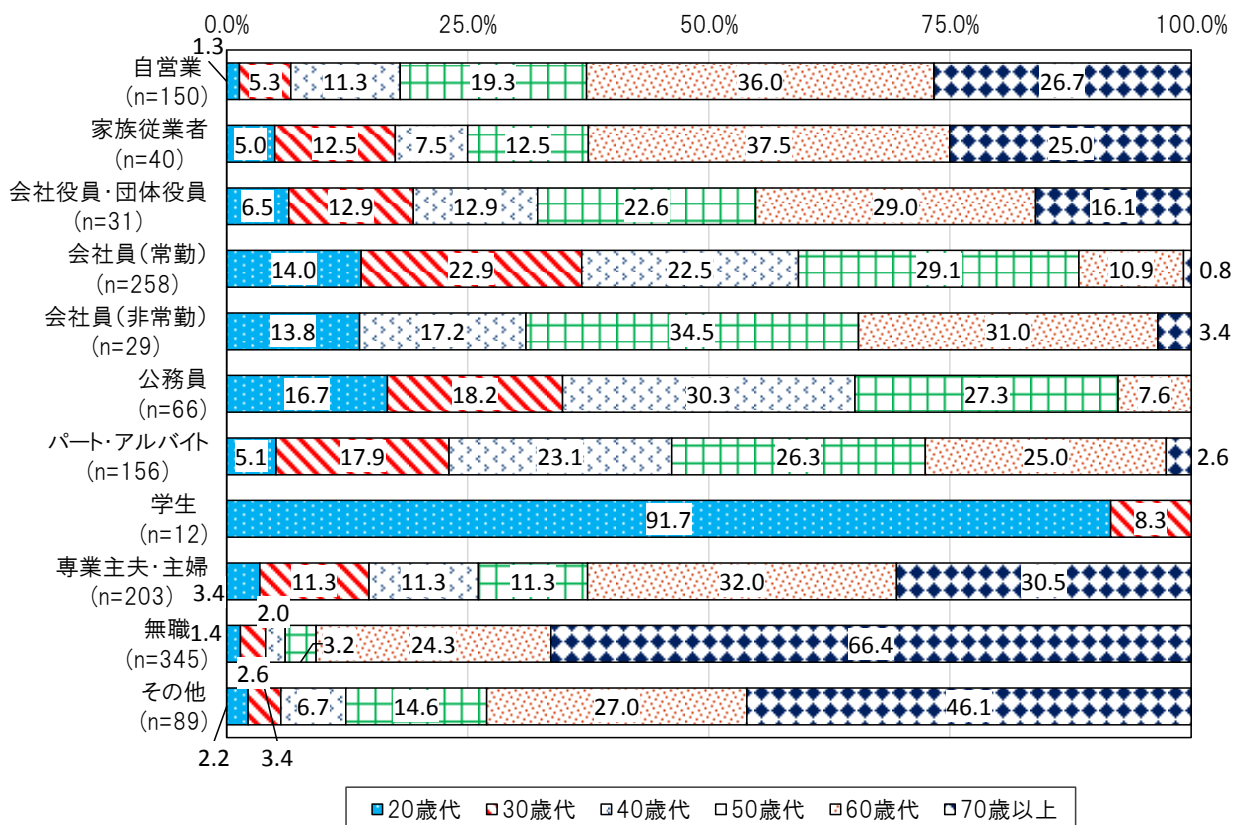 0.0% 25.0% 50.0% 75.0% 100.0%
1.3
自営業
(n=150)
5.3 11.3 19.3 36.0 26.7
家族従業者
(n=40)
5.0 12.5 7.5 12.5 37.5 25.0
会社役員・団体役員
(n=31)
6.5 12.9 12.9 22.6 29.0 16.1
会社員(常勤)
(n=258)
14.0 22.9 22.5 29.1 10.9 0.8
会社員(非常勤)
(n=29)
13.8 17.2 34.5 31.0 3.4
公務員
(n=66)
16.7 18.2 30.3 27.3 7.6
パート・アルバイト
(n=156)
5.1 17.9 23.1 26.3 25.0 2.6
学生
(n=12)
91.7 8.3
専業主夫・主婦
(n=203)
3.4 11.3 11.3 11.3 32.0 30.5
無職
(n=345)
1.4 2.6 2.0 3.2 24.3 66.4
その他
(n=89)
2.2 3.4 6.7 14.6 27.0 46.1
20歳代 30歳代 40歳代 50歳代 60歳代 70歳以上